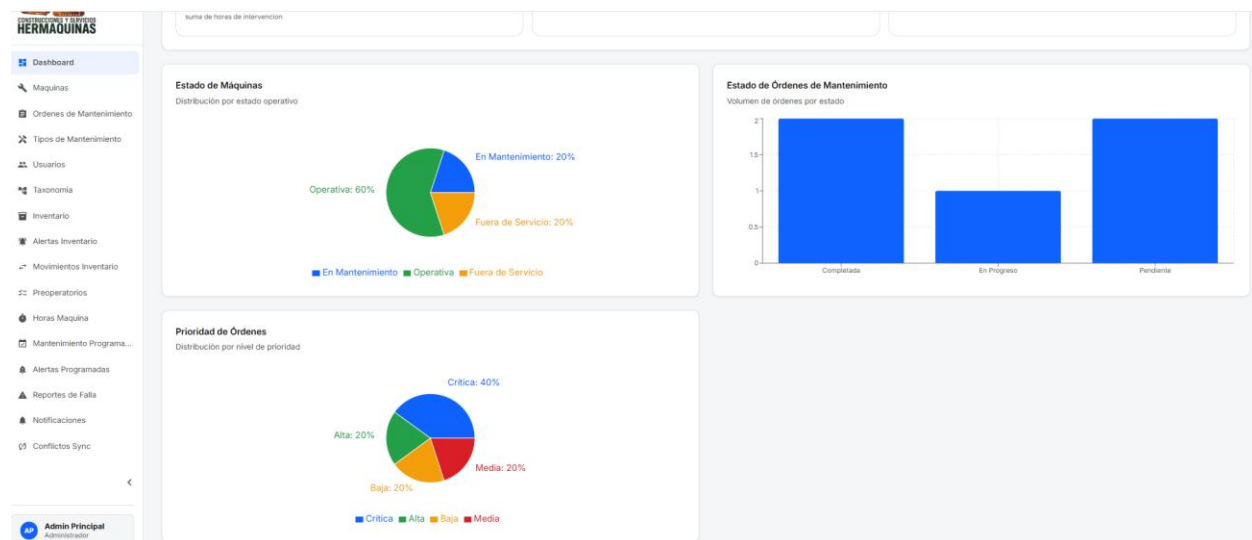 CONSTRUCCIONES Y SERVICIOS
HERMAQUINAS
Dashboard
Maquinas
Ordenes de Mantenimiento
Tipos de Mantenimiento
Usuarios
Taxonomia
Inventario
Alertas Inventario
Movimientos Inventario
Preoperatorios
Horas Maquina
Mantenimiento Programa...
Alertas Programadas
Reportes de Falla
Notificaciones
Conflictos Sync
AP
Admin Principal
Administrador
suma de horas de intervencion
Estado de Máquinas
Distribución por estado operativo
En Mantenimiento: 20%
Operativa: 60%
Fuera de Servicio: 20%
En Mantenimiento Operativa Fuera de Servicio
Estado de Órdenes de Mantenimiento
Volumen de órdenes por estado
2
1.5
1
0.5
0
Completada En Progreso Pendiente
Prioridad de Órdenes
Distribución por nivel de prioridad
Crítica: 40%
Alta: 20%
Media: 20%
Baja: 20%
Crítica Alta Baja Media